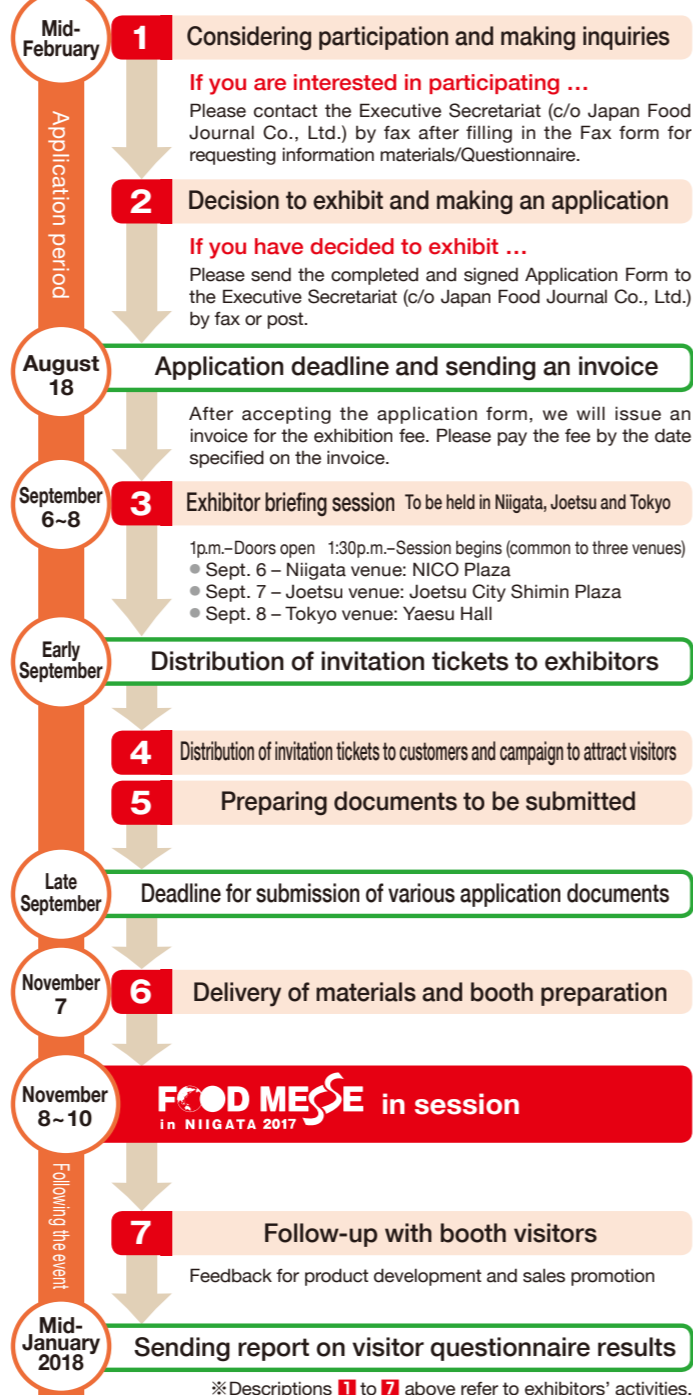 Mid-
February
1 Considering participation and making inquiries
If you are interested in participating …
Please contact the Executive Secretariat (c/o Japan Food
Journal Co., Ltd.) by fax after filling in the Fax form for
requesting information materials/Questionnaire.
Application period
2 Decision to exhibit and making an application
If you have decided to exhibit …
Please send the completed and signed Application Form to
the Executive Secretariat (c/o Japan Food Journal Co., Ltd.)
by fax or post.
August
18
Application deadline and sending an invoice
After accepting the application form, we will issue an
invoice for the exhibition fee. Please pay the fee by the date
specified on the invoice.
September
6~8
3 Exhibitor briefing session To be held in Niigata, Joetsu and Tokyo
1p.m.–Doors open 1:30p.m.–Session begins (common to three venues)
● Sept. 6 – Niigata venue: NICO Plaza
● Sept. 7 – Joetsu venue: Joetsu City Shimin Plaza
● Sept. 8 – Tokyo venue: Yaesu Hall
Early
September
Distribution of invitation tickets to exhibitors
4 Distribution of invitation tickets to customers and campaign to attract visitors
5 Preparing documents to be submitted
Late
September
Deadline for submission of various application documents
November
7
6 Delivery of materials and booth preparation
November
8~10
FOOD MESSE in session
in NIIGATA 2017
Following the event
7 Follow-up with booth visitors
Feedback for product development and sales promotion
Mid-
January
2018
Sending report on visitor questionnaire results
※Descriptions 1 to 7 above refer to exhibitors' activities.